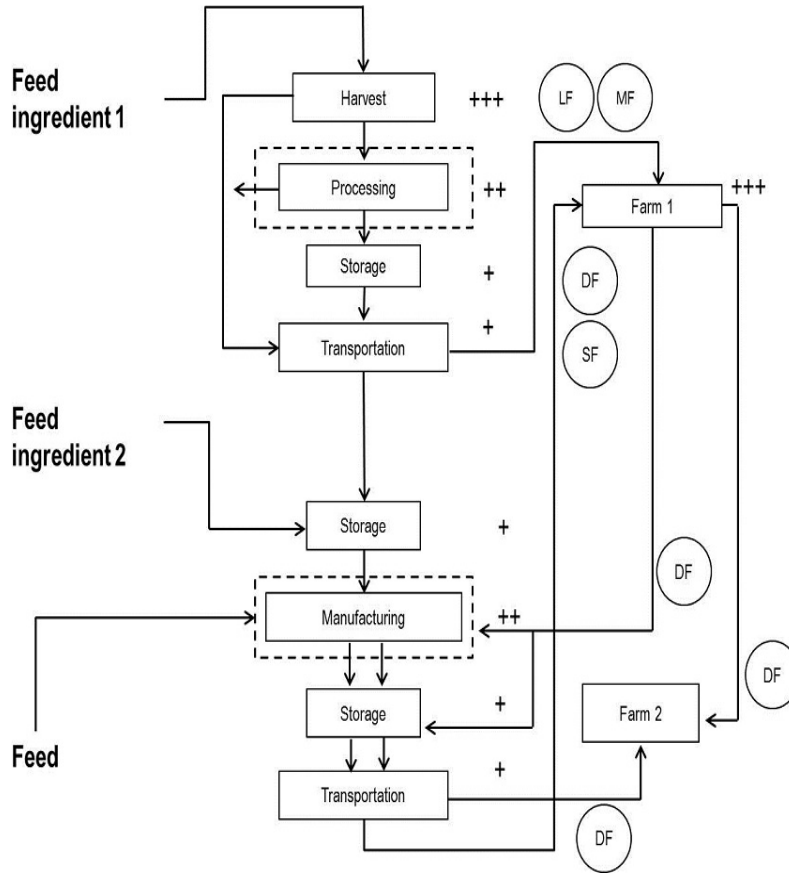 Feed
ingredient 1
Harvest
+++
LF
MF
Processing
++
Farm 1
+++
Storage
+
DF
Transportation
+
SF
Feed
ingredient 2
Storage
+
DF
Manufacturing
++
DF
Storage
+
Farm 2
Feed
Transportation
+
DF